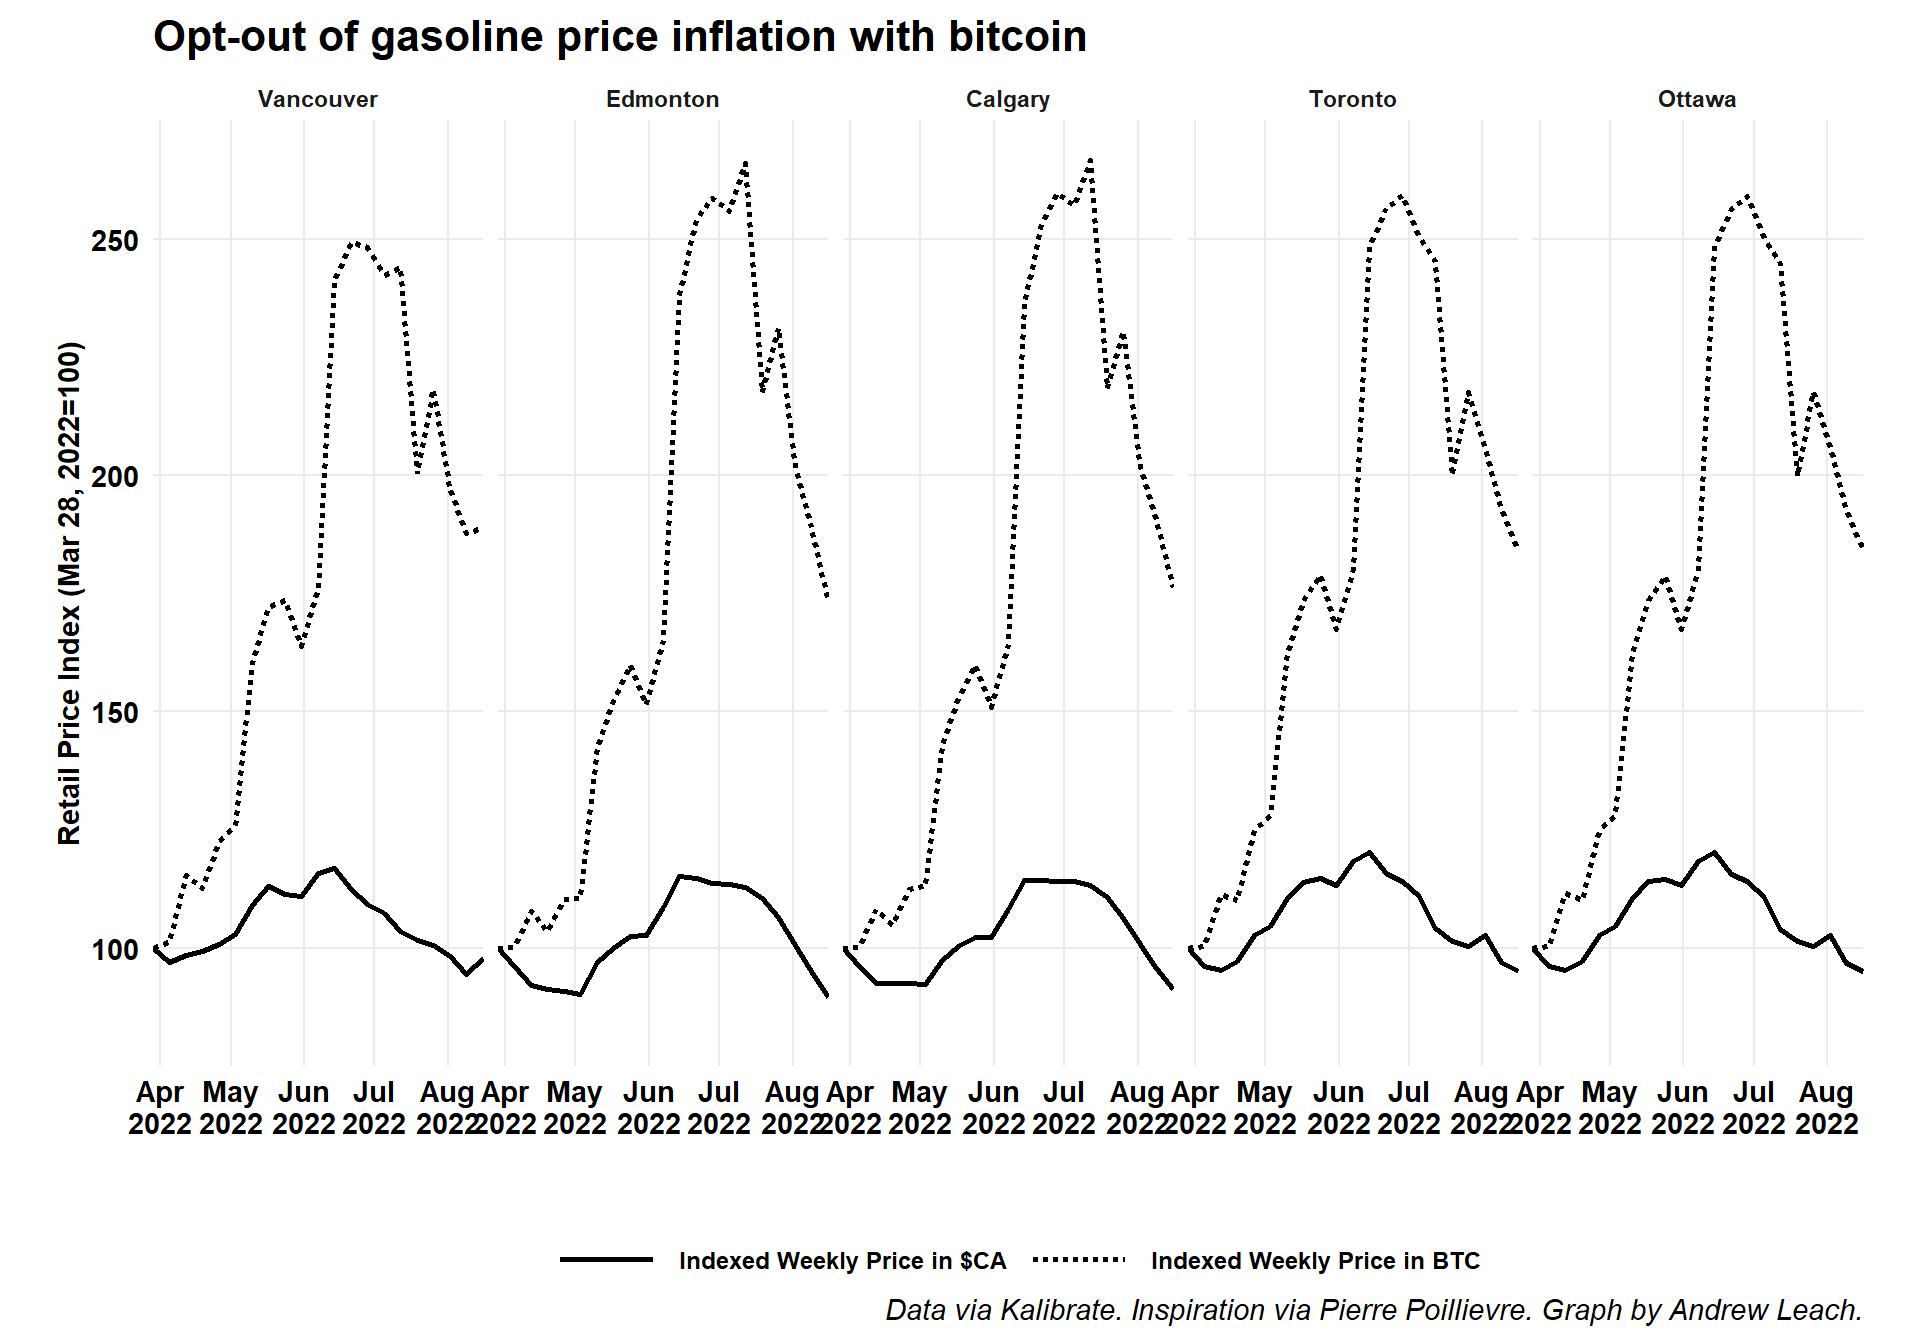 Opt-out of gasoline price inflation with bitcoin
Vancouver
Edmonton
Calgary
Toronto
Ottawa
Retail Price Index (Mar 28, 2022=100)
250
200
150
100
Apr 2022
May 2022
Jun 2022
Jul 2022
Aug 2022
Apr 2022
May 2022
Jun 2022
Jul 2022
Aug 2022
Apr 2022
May 2022
Jun 2022
Jul 2022
Aug 2022
Apr 2022
May 2022
Jun 2022
Jul 2022
Aug 2022
Apr 2022
May 2022
Jun 2022
Jul 2022
Aug 2022
Indexed Weekly Price in $CA
Indexed Weekly Price in BTC
Data via Kalibrate. Inspiration via Pierre Poillievre. Graph by Andrew Leach.